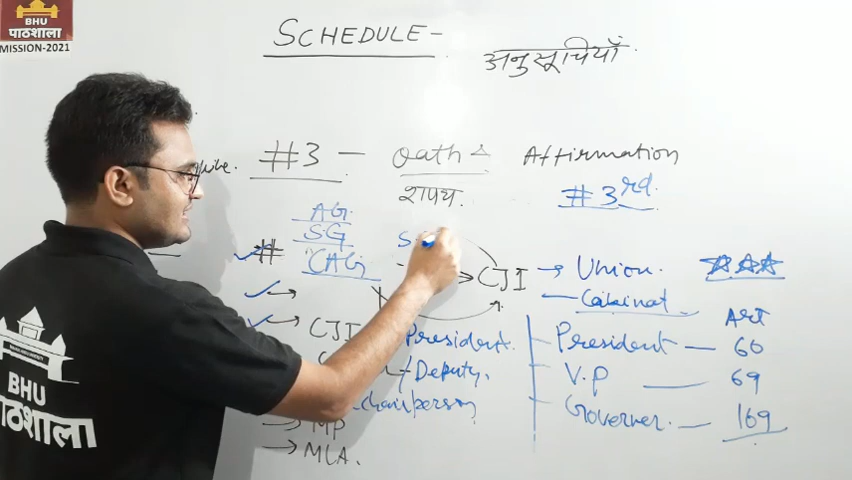 BHU
पाठशाला
MISSION-2021
SCHEDULE-
अनुसूचियाँ
#3 — Oath & Affirmation
शपथ.
#3rd
AG.
SG
CAG
S
CJI → Union.
— Cabainat
Art
CJI
President.
President — 60
Deputy.
V.P — 69
chairperson
Governer. — 169
→ MP
→ MLA.
BHU
पाठशाला